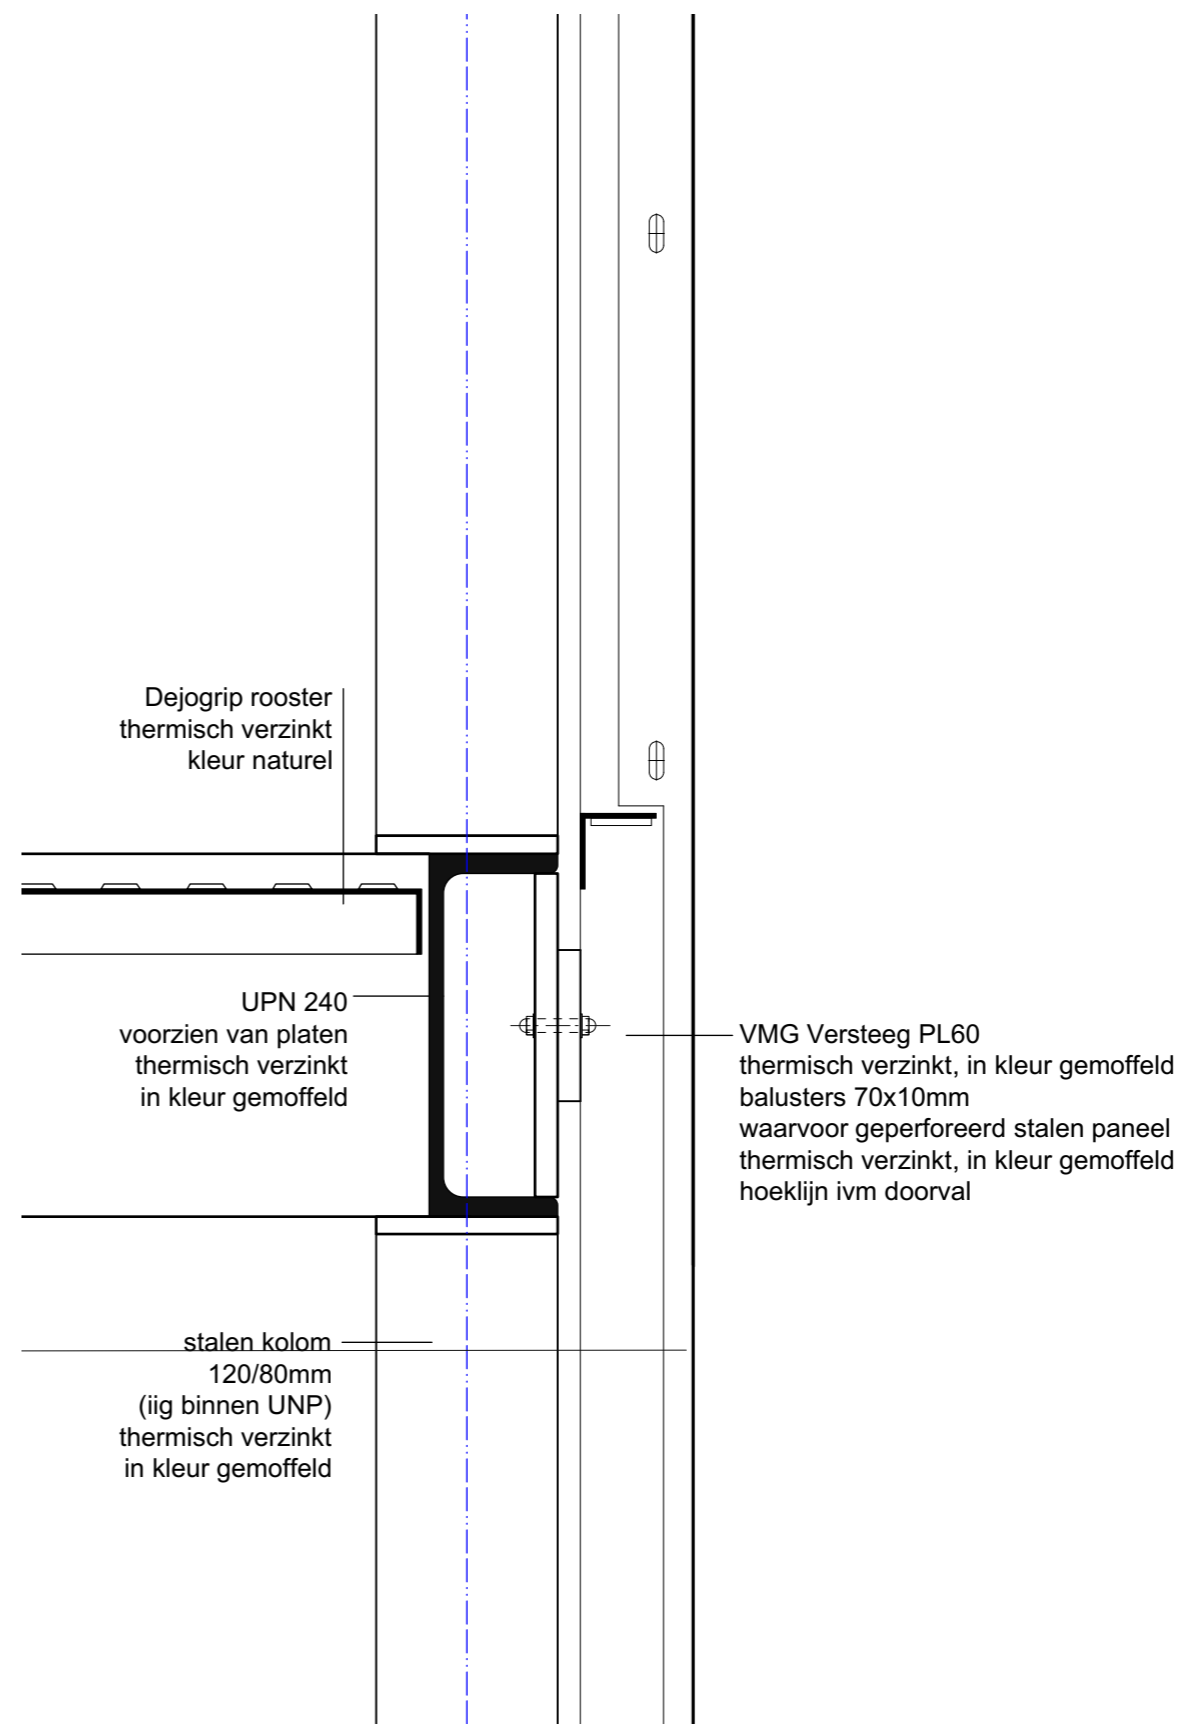 Dejogrip rooster
thermisch verzinkt
kleur naturel
UPN 240
voorzien van platen
thermisch verzinkt
in kleur gemoffeld
VMG Versteeg PL60
thermisch verzinkt, in kleur gemoffeld
balusters 70x10mm
waarvoor geperforeerd stalen paneel
thermisch verzinkt, in kleur gemoffeld
hoeklijn ivm doorval
stalen kolom
120/80mm
(iig binnen UNP)
thermisch verzinkt
in kleur gemoffeld